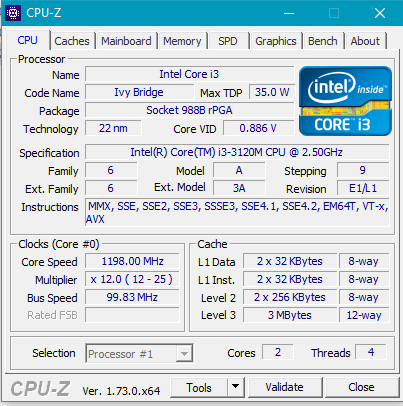 CPU-Z
CPU Caches Mainboard Memory SPD Graphics Bench About
Processor
Name Intel Core i3
Code Name Ivy Bridge Max TDP 35.0 W
Package Socket 988B rPGA
Technology 22 nm Core VID 0.886 V
intel inside™
CORE™ i3
Specification Intel(R) Core(TM) i3-3120M CPU @ 2.50GHz
Family 6 Model A Stepping 9
Ext. Family 6 Ext. Model 3A Revision E1/L1
Instructions MMX, SSE, SSE2, SSE3, SSSE3, SSE4.1, SSE4.2, EM64T, VT-x,
AVX
Clocks (Core #0)
Core Speed 1198.00 MHz
Multiplier x 12.0 ( 12 - 25 )
Bus Speed 99.83 MHz
Rated FSB
Cache
L1 Data 2 x 32 KBytes 8-way
L1 Inst. 2 x 32 KBytes 8-way
Level 2 2 x 256 KBytes 8-way
Level 3 3 MBytes 12-way
Selection Processor #1 Cores 2 Threads 4
CPU-Z Ver. 1.73.0.x64 Tools Validate Close